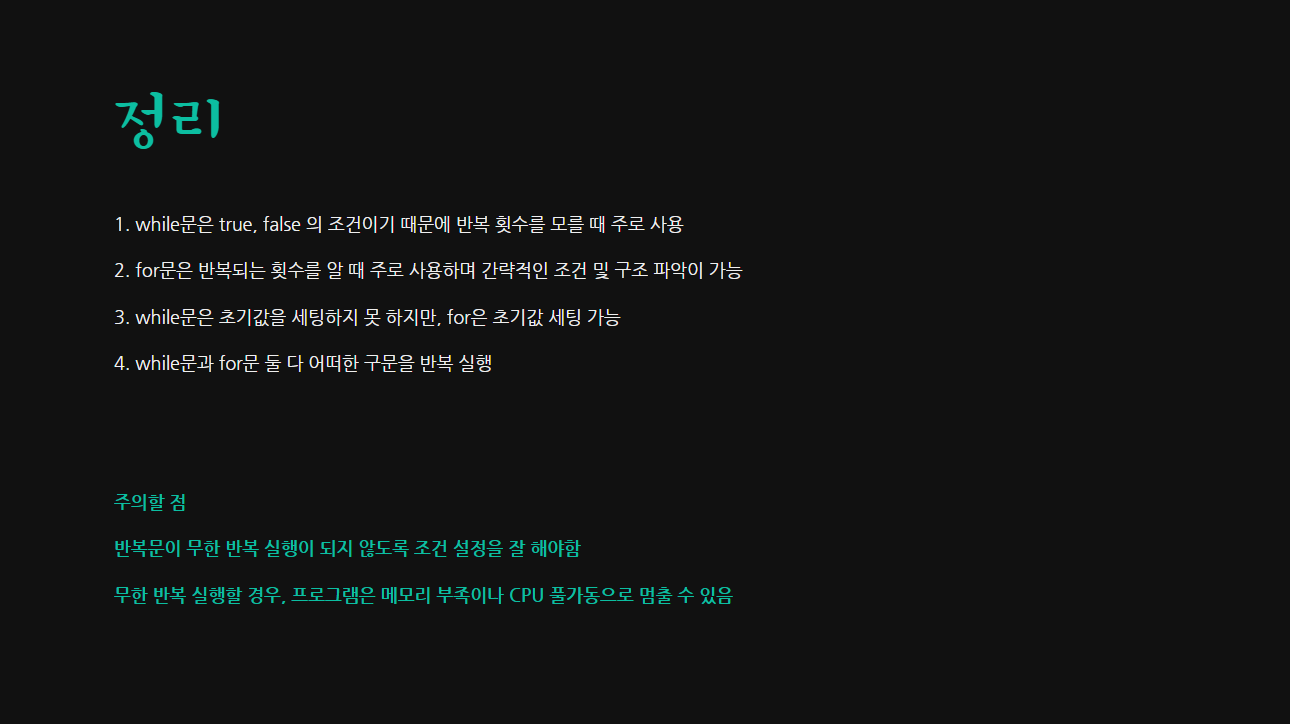 정리
1. while문은 true, false 의 조건이기 때문에 반복 횟수를 모를 때 주로 사용
2. for문은 반복되는 횟수를 알 때 주로 사용하며 간략적인 조건 및 구조 파악이 가능
3. while문은 초기값을 세팅하지 못 하지만, for은 초기값 세팅 가능
4. while문과 for문 둘 다 어떠한 구문을 반복 실행
주의할 점
반복문이 무한 반복 실행이 되지 않도록 조건 설정을 잘 해야함
무한 반복 실행할 경우, 프로그램은 메모리 부족이나 CPU 풀가동으로 멈출 수 있음